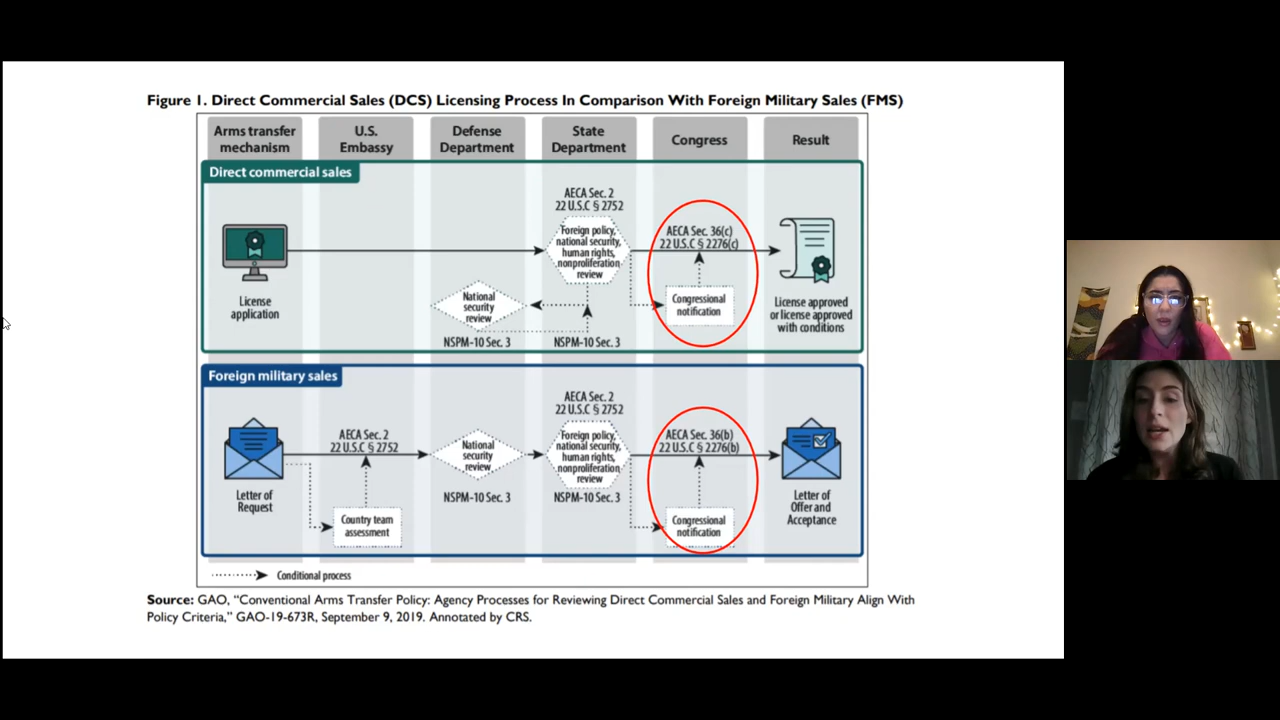 Figure 1. Direct Commercial Sales (DCS) Licensing Process In Comparison With Foreign Military Sales (FMS)
Arms transfer
mechanism
U.S.
Embassy
Defense
Department
State
Department
Congress
Result
Direct commercial sales
AECA Sec. 2
22 U.S.C § 2752
Foreign policy,
national security,
human rights,
nonproliferation
review
AECA Sec. 36(c)
22 U.S.C § 2276(c)
License
application
National
security
review
Congressional
notification
License approved
or license approved
with conditions
NSPM-10 Sec. 3
NSPM-10 Sec. 3
Foreign military sales
AECA Sec. 2
22 U.S.C § 2752
AECA Sec. 2
22 U.S.C § 2752
National
security
review
Foreign policy,
national security,
human rights,
nonproliferation
review
AECA Sec. 36(b)
22 U.S.C § 2276(b)
Letter of
Request
NSPM-10 Sec. 3
NSPM-10 Sec. 3
Letter of
Offer and
Acceptance
Country team
assessment
Congressional
notification
Conditional process
Source: GAO, “Conventional Arms Transfer Policy: Agency Processes for Reviewing Direct Commercial Sales and Foreign Military Align With
Policy Criteria,” GAO-19-673R, September 9, 2019. Annotated by CRS.